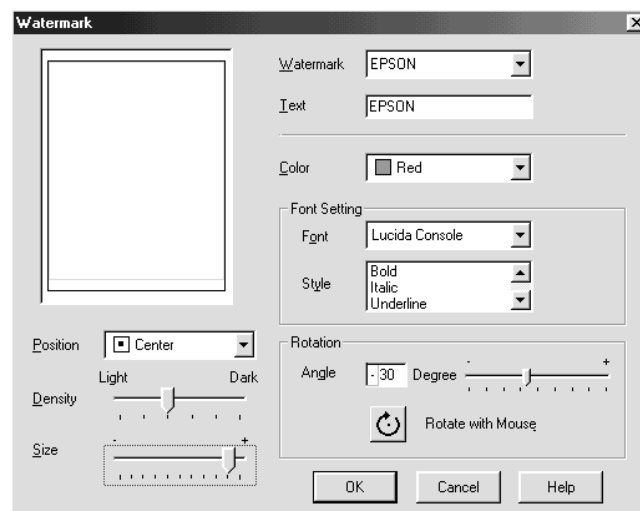 Watermark
Watermark EPSON
Text EPSON
Color Red
Font Setting
Font Lucida Console
Style Bold
Italic
Underline
Position Center
Light Dark
Density
Size - +
Rotation
Angle -30 Degree - +
Rotate with Mouse
OK Cancel Help